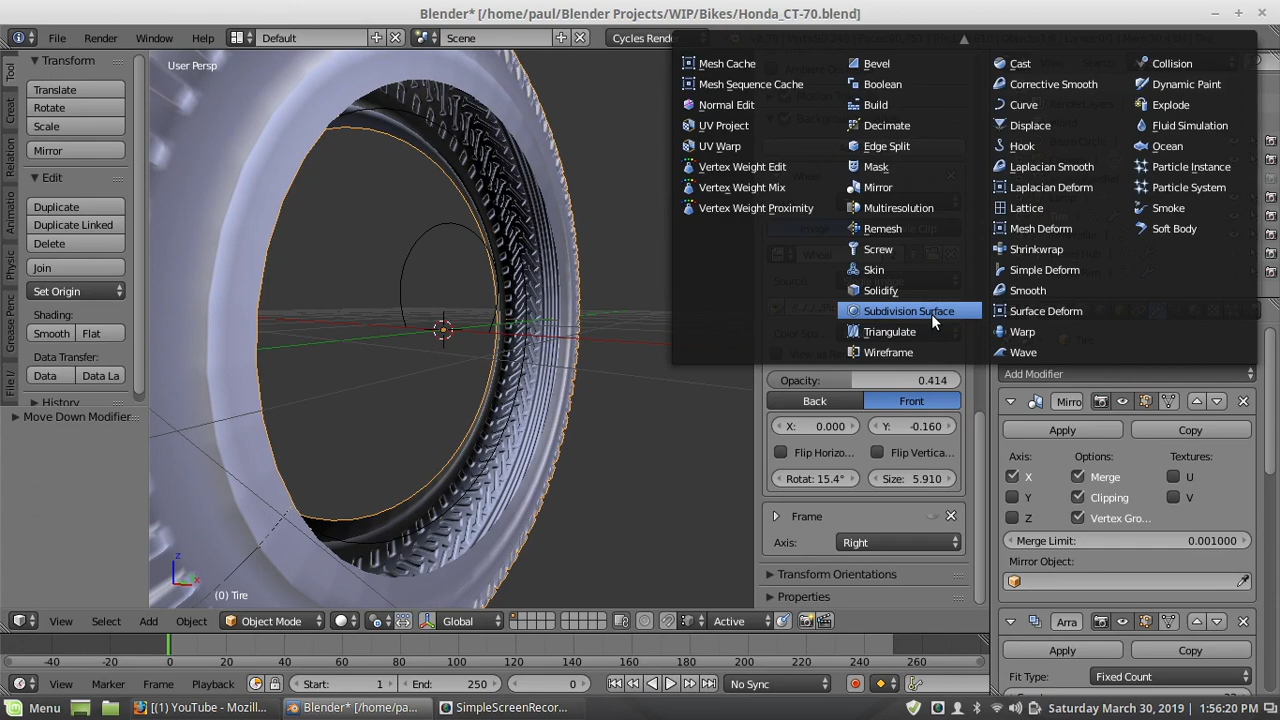 Blender* [/home/paul/Blender Projects/WIP/Bikes/Honda_CT-70.blend]
File Render Window Help Default Scene Cycles Rende
Tool
Creat
Relation
Animatio
Physic
Grease Penc
File I/
Transform
Translate
Rotate
Scale
Mirror
Edit
Duplicate
Duplicate Linked
Delete
Join
Set Origin
Shading:
Smooth Flat
Data Transfer:
Data Data La
History
Move Down Modifier
User Persp
(0) Tire
z
x
Mesh Cache
Mesh Sequence Cache
Normal Edit
UV Project
UV Warp
Vertex Weight Edit
Vertex Weight Mix
Vertex Weight Proximity
Bevel
Boolean
Build
Decimate
Edge Split
Mask
Mirror
Multiresolution
Remesh
Screw
Skin
Solidify
Subdivision Surface
Triangulate
Wireframe
Cast
Corrective Smooth
Curve
Displace
Hook
Laplacian Smooth
Laplacian Deform
Lattice
Mesh Deform
Shrinkwrap
Simple Deform
Smooth
Surface Deform
Warp
Wave
Collision
Dynamic Paint
Explode
Fluid Simulation
Ocean
Particle Instance
Particle System
Smoke
Soft Body
Opacity: 0.414
Back Front
X: 0.000 Y: -0.160
Flip Horizo... Flip Vertica...
Rotat: 15.4° Size: 5.910
Frame
Axis: Right
Transform Orientations
Properties
Add Modifier
Mirro
Apply Copy
Axis: Options: Textures:
X Merge U
Y Clipping V
Z Vertex Gro...
Merge Limit: 0.001000
Mirror Object:
Arra
Apply Copy
Fit Type: Fixed Count
View Select Add Object Object Mode Global Active
-40 -20 0 20 40 60 80 100 120 140 160 180 200 220 240 260
View Marker Frame Playback Start: 1 End: 250 0 No Sync
Menu [(1) YouTube - Mozill... Blender* [/home/pa... SimpleScreenRecor... Saturday March 30, 2019 1:56:20 PM